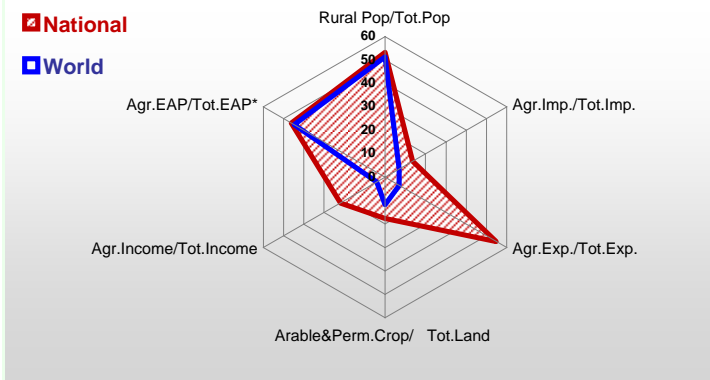 National
World
Rural Pop/Tot.Pop
60
50
40
30
20
10
0
Agr.EAP/Tot.EAP*
Agr.Imp./Tot.Imp.
Agr.Income/Tot.Income
Agr.Exp./Tot.Exp.
Arable&Perm.Crop/ Tot.Land